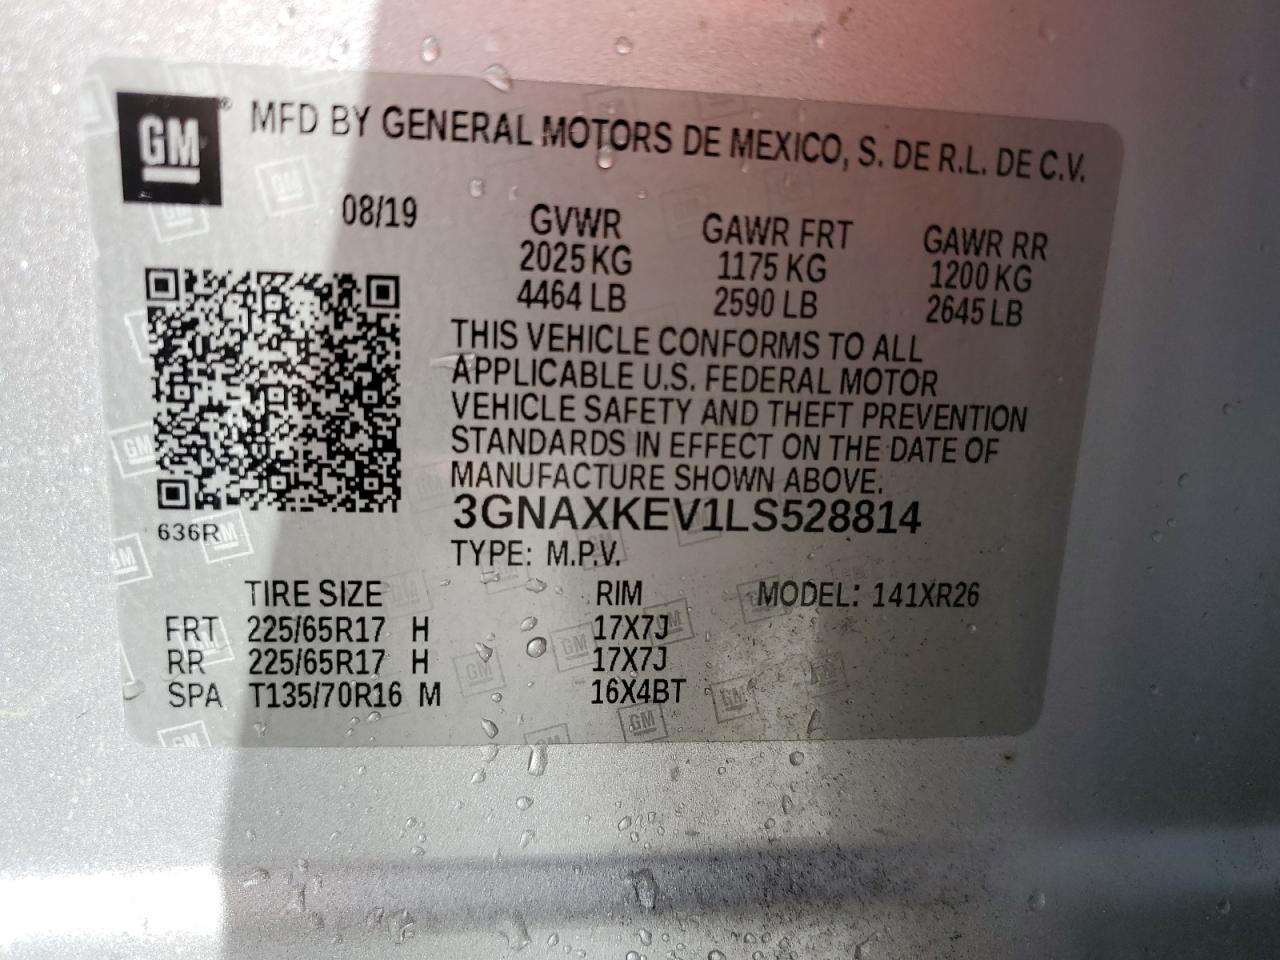 GM® MFD BY GENERAL MOTORS DE MEXICO, S. DE R.L. DE C.V.
08/19 GVWR GAWR FRT GAWR RR
2025 KG 1175 KG 1200 KG
4464 LB 2590 LB 2645 LB
THIS VEHICLE CONFORMS TO ALL
APPLICABLE U.S. FEDERAL MOTOR
VEHICLE SAFETY AND THEFT PREVENTION
STANDARDS IN EFFECT ON THE DATE OF
MANUFACTURE SHOWN ABOVE.
3GNAXKEV1LS528814
636R
TYPE: M.P.V.
TIRE SIZE RIM MODEL: 141XR26
FRT 225/65R17 H 17X7J
RR 225/65R17 H 17X7J
SPA T135/70R16 M 16X4BT